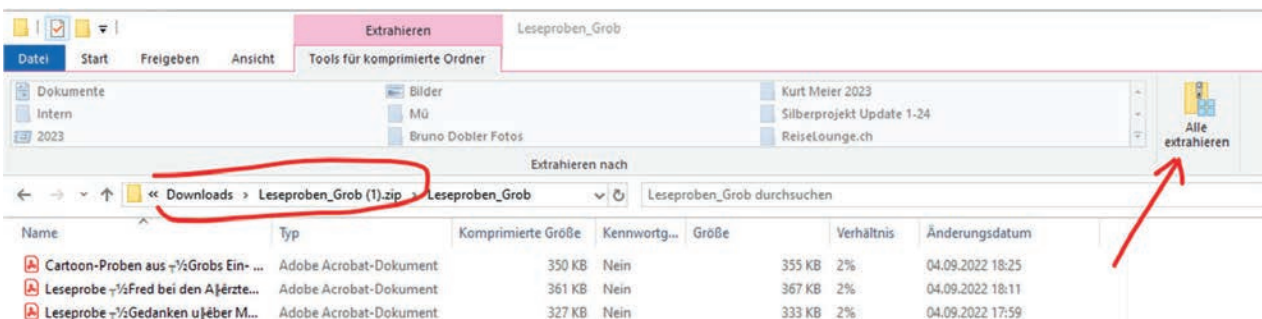 Extrahieren Leseproben_Grob
Datei Start Freigeben Ansicht Tools für komprimierte Ordner
Dokumente Bilder Kurt Meier 2023
Intern Mü Silberprojekt Update 1-24
2023 Bruno Dobler Fotos ReiseLounge.ch
Alle
extrahieren
Extrahieren nach
« Downloads > Leseproben_Grob (1).zip > Leseproben_Grob Leseproben_Grob durchsuchen
Name Typ Komprimierte Größe Kennwortg... Größe Verhältnis Änderungsdatum
Cartoon-Proben aus ┬½Grobs Ein- ... Adobe Acrobat-Dokument 350 KB Nein 355 KB 2% 04.09.2022 18:25
Leseprobe ┬½Fred bei den A╠êrzte... Adobe Acrobat-Dokument 361 KB Nein 367 KB 2% 04.09.2022 18:11
Leseprobe ┬½Gedanken u╠êber M... Adobe Acrobat-Dokument 327 KB Nein 333 KB 2% 04.09.2022 17:59